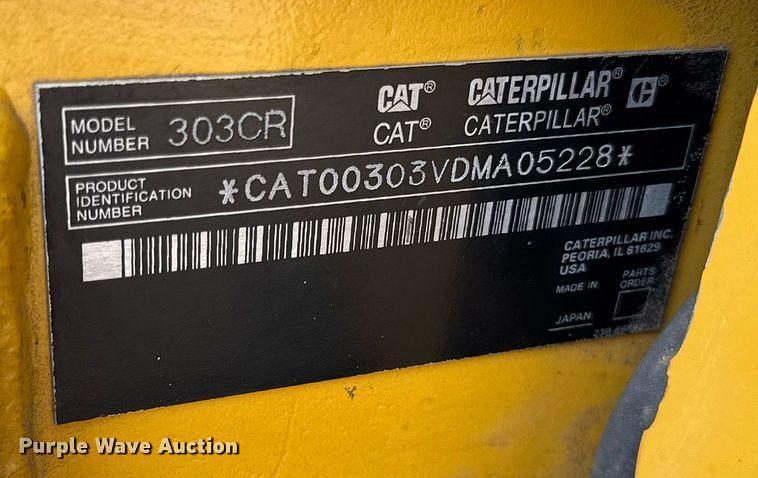 MODEL
NUMBER 303CR
CAT® CATERPILLAR®
CAT® CATERPILLAR®
PRODUCT
IDENTIFICATION
NUMBER
*CAT00303VDMA05228*
CATERPILLAR INC.
PEORIA, IL 61629
USA
MADE IN
PARTS
ORDER
JAPAN
Purple Wave Auction